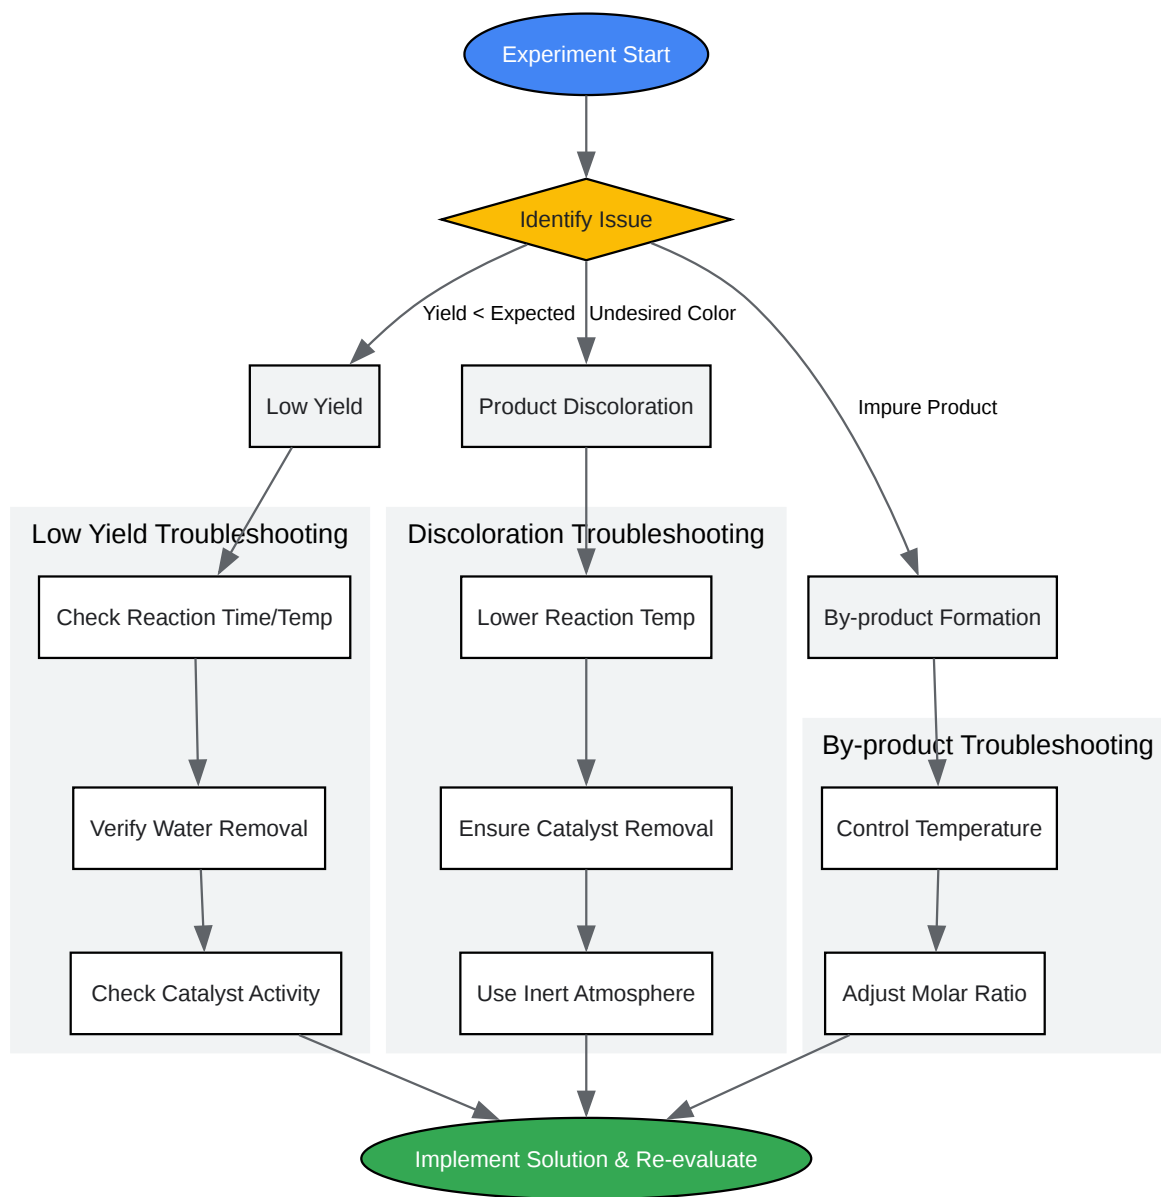 Experiment Start
Identify Issue
Yield < Expected
Undesired Color
Low Yield
Product Discoloration
Impure Product
Low Yield Troubleshooting
Discoloration Troubleshooting
Check Reaction Time/Temp
Lower Reaction Temp
By-product Formation
By-product Troubleshooting
Verify Water Removal
Ensure Catalyst Removal
Control Temperature
Check Catalyst Activity
Use Inert Atmosphere
Adjust Molar Ratio
Implement Solution & Re-evaluate